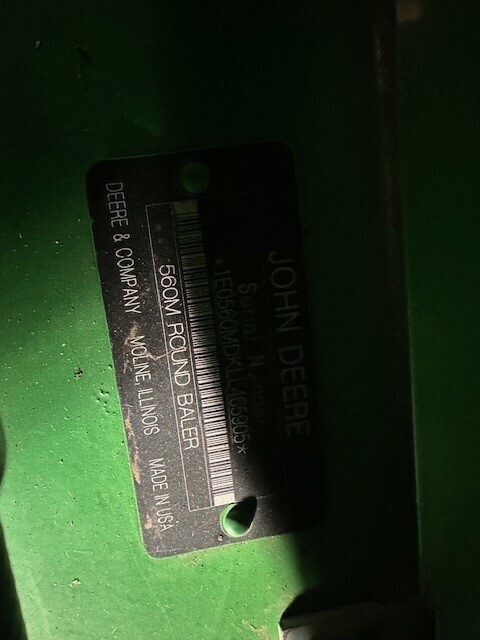 JOHN DEERE
Serial Number
560M ROUND BALER
DEERE & COMPANY MOLINE, ILLINOIS MADE IN USA